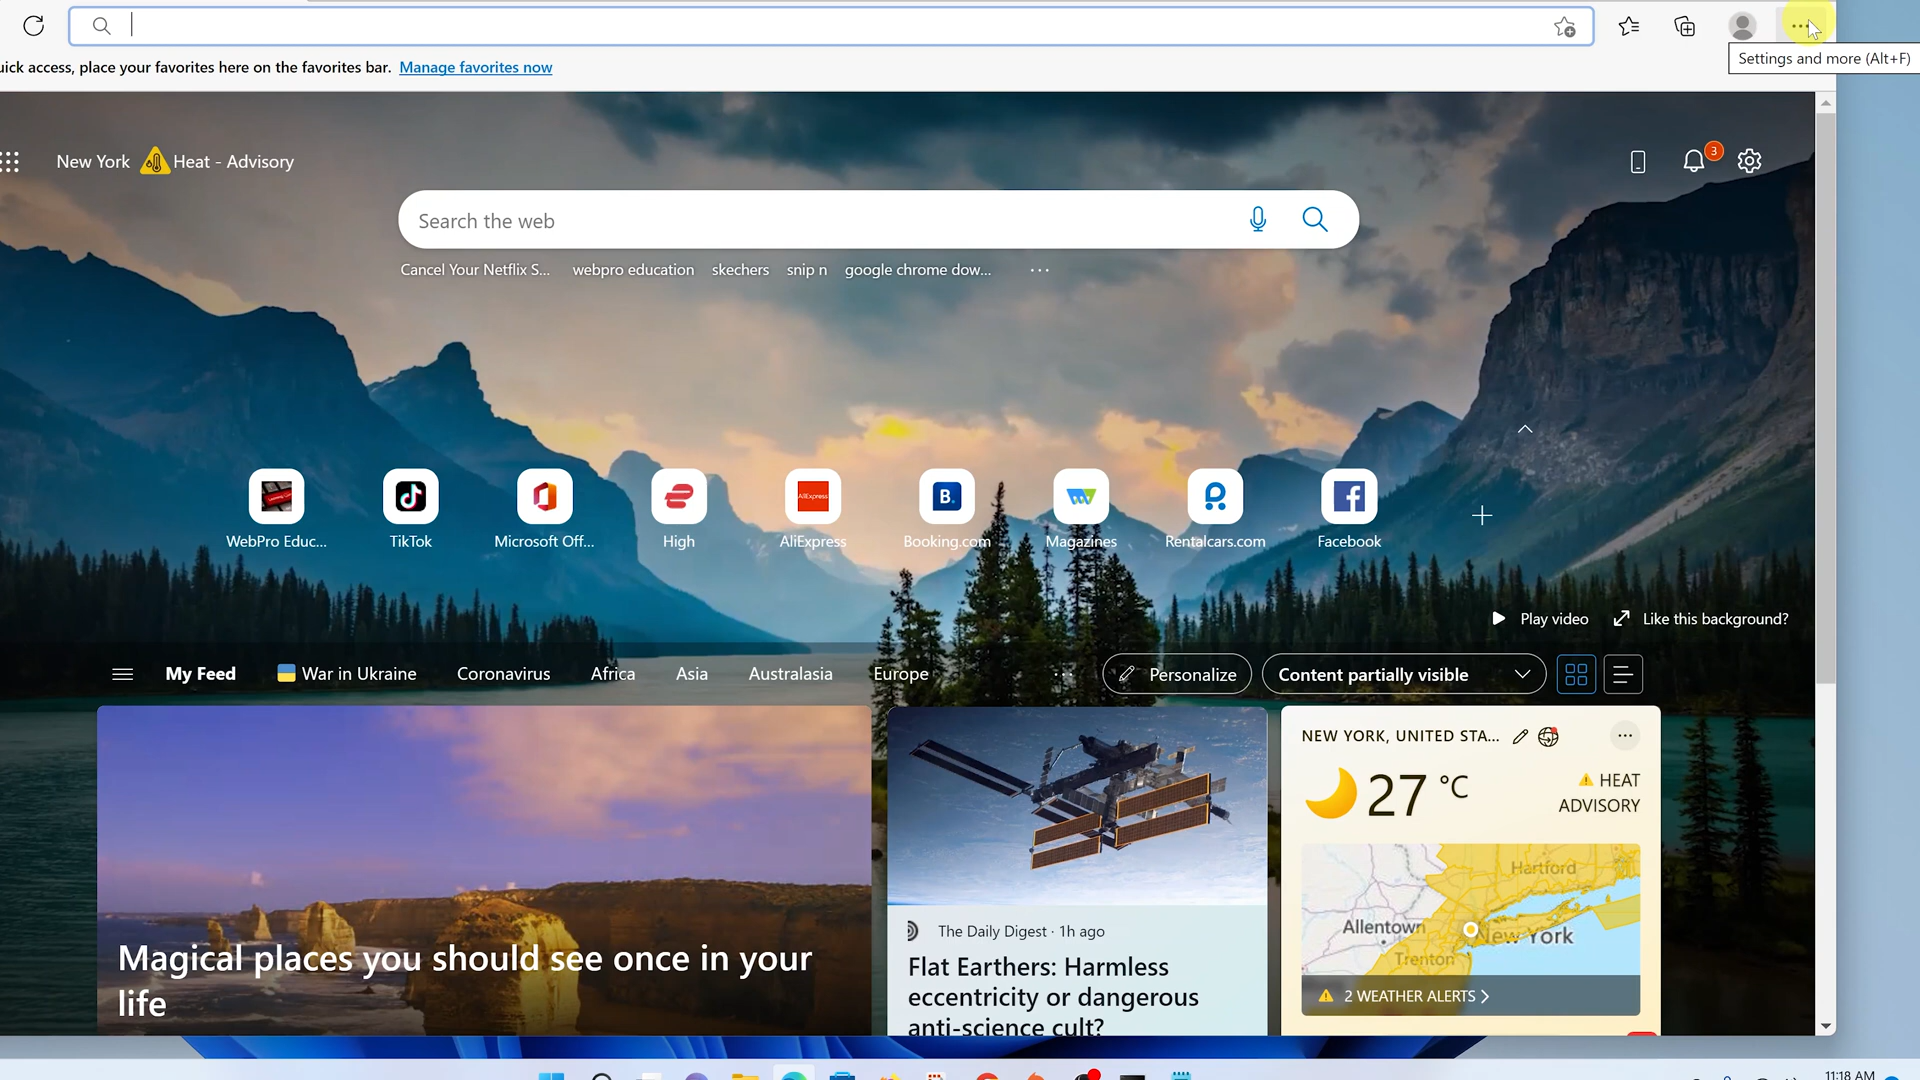 uick access, place your favorites here on the favorites bar. Manage favorites now
Settings and more (Alt+F)
New York Heat - Advisory
3
Search the web
Cancel Your Netflix S... webpro education skechers snip n google chrome dow... ...
AliExpress
B.
WebPro Educ... TikTok Microsoft Off... High AliExpress Booking.com Magazines Rentalcars.com Facebook
Play video Like this background?
My Feed War in Ukraine Coronavirus Africa Asia Australasia Europe ... Personalize Content partially visible
Magical places you should see once in your
life
The Daily Digest · 1h ago
Flat Earthers: Harmless
eccentricity or dangerous
anti-science cult?
NEW YORK, UNITED STA...
27 °C
HEAT
ADVISORY
Hartford
Allentown
New York
Trenton
2 WEATHER ALERTS
11:18 AM